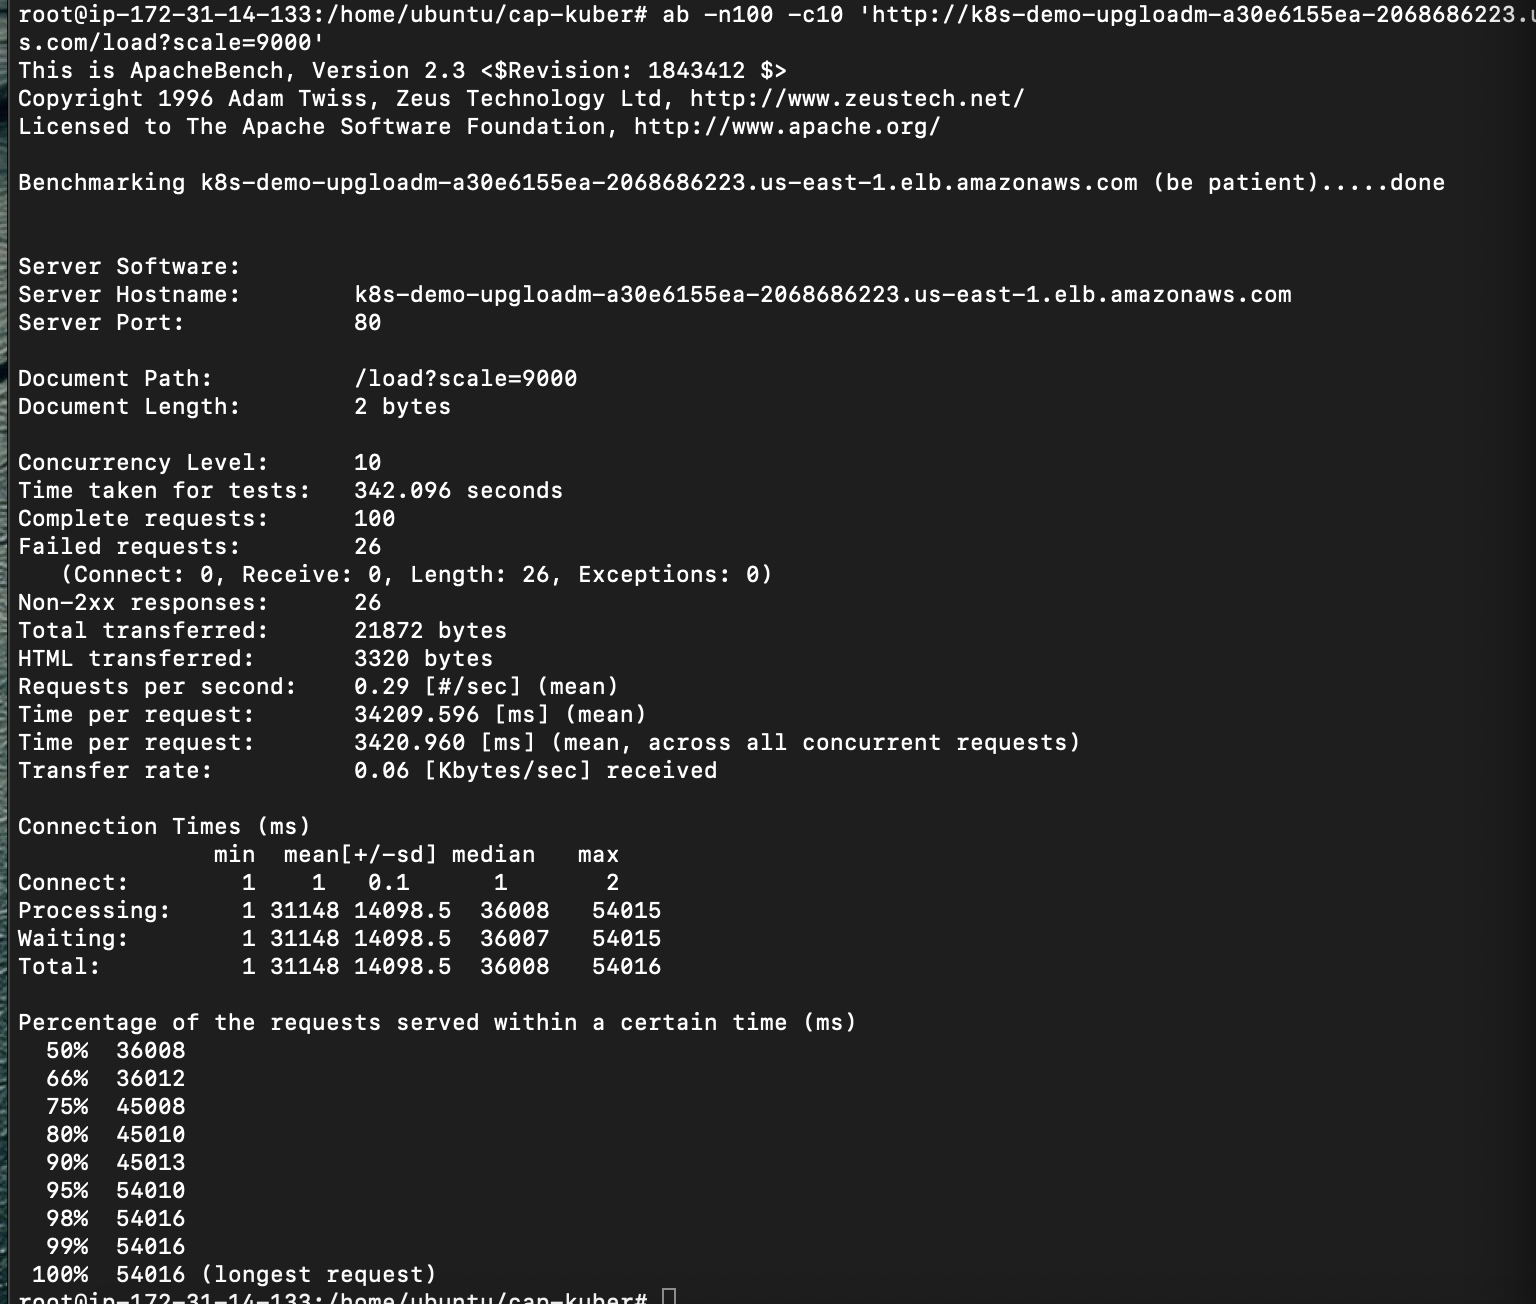 root@ip-172-31-14-133:/home/ubuntu/cap-kuber# ab -n100 -c10 'http://k8s-demo-upgloadm-a30e6155ea-2068686223.u
s.com/load?scale=9000'
This is ApacheBench, Version 2.3 <$Revision: 1843412 $>
Copyright 1996 Adam Twiss, Zeus Technology Ltd, http://www.zeustech.net/
Licensed to The Apache Software Foundation, http://www.apache.org/
Benchmarking k8s-demo-upgloadm-a30e6155ea-2068686223.us-east-1.elb.amazonaws.com (be patient).....done
Server Software:
Server Hostname:        k8s-demo-upgloadm-a30e6155ea-2068686223.us-east-1.elb.amazonaws.com
Server Port:            80
Document Path:          /load?scale=9000
Document Length:        2 bytes
Concurrency Level:      10
Time taken for tests:   342.096 seconds
Complete requests:      100
Failed requests:        26
   (Connect: 0, Receive: 0, Length: 26, Exceptions: 0)
Non-2xx responses:      26
Total transferred:      21872 bytes
HTML transferred:       3320 bytes
Requests per second:    0.29 [#/sec] (mean)
Time per request:       34209.596 [ms] (mean)
Time per request:       3420.960 [ms] (mean, across all concurrent requests)
Transfer rate:          0.06 [Kbytes/sec] received
Connection Times (ms)
              min  mean[+/-sd] median   max
Connect:        1    1   0.1      1       2
Processing:     1 31148 14098.5  36008   54015
Waiting:        1 31148 14098.5  36007   54015
Total:          1 31148 14098.5  36008   54016
Percentage of the requests served within a certain time (ms)
  50%  36008
  66%  36012
  75%  45008
  80%  45010
  90%  45013
  95%  54010
  98%  54016
  99%  54016
 100%  54016 (longest request)
root@ip-172-31-14-133:/home/ubuntu/cap-kuber#